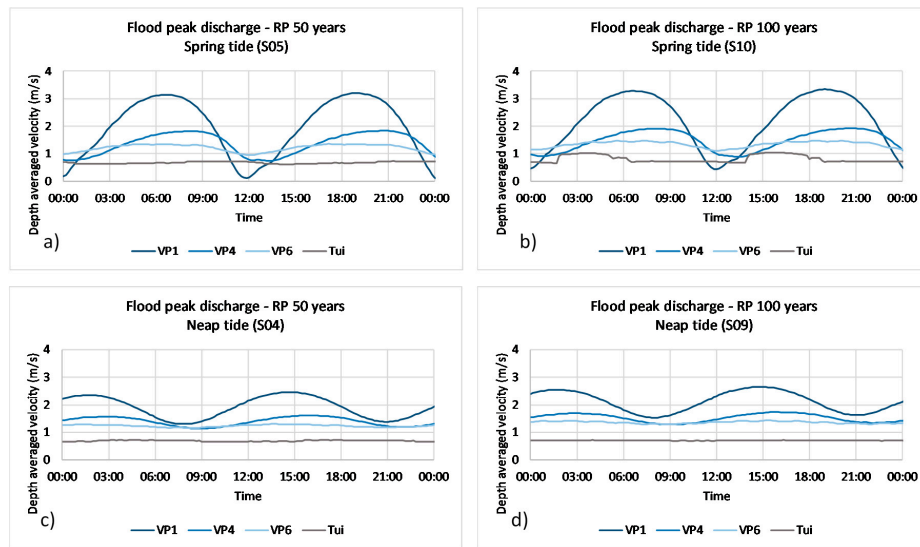 Flood peak discharge - RP 50 years
Spring tide (S05)
Depth averaged velocity (m/s)
4
3
2
1
0
00:00 03:00 06:00 09:00 12:00 15:00 18:00 21:00 00:00
Time
a)
VP1 VP4 VP6 Tui
Flood peak discharge - RP 100 years
Spring tide (S10)
Depth averaged velocity (m/s)
4
3
2
1
0
00:00 03:00 06:00 09:00 12:00 15:00 18:00 21:00 00:00
Time
b)
VP1 VP4 VP6 Tui
Flood peak discharge - RP 50 years
Neap tide (S04)
Depth averaged velocity (m/s)
4
3
2
1
0
00:00 03:00 06:00 09:00 12:00 15:00 18:00 21:00 00:00
Time
c)
VP1 VP4 VP6 Tui
Flood peak discharge - RP 100 years
Neap tide (S09)
Depth averaged velocity (m/s)
4
3
2
1
0
00:00 03:00 06:00 09:00 12:00 15:00 18:00 21:00 00:00
Time
d)
VP1 VP4 VP6 Tui